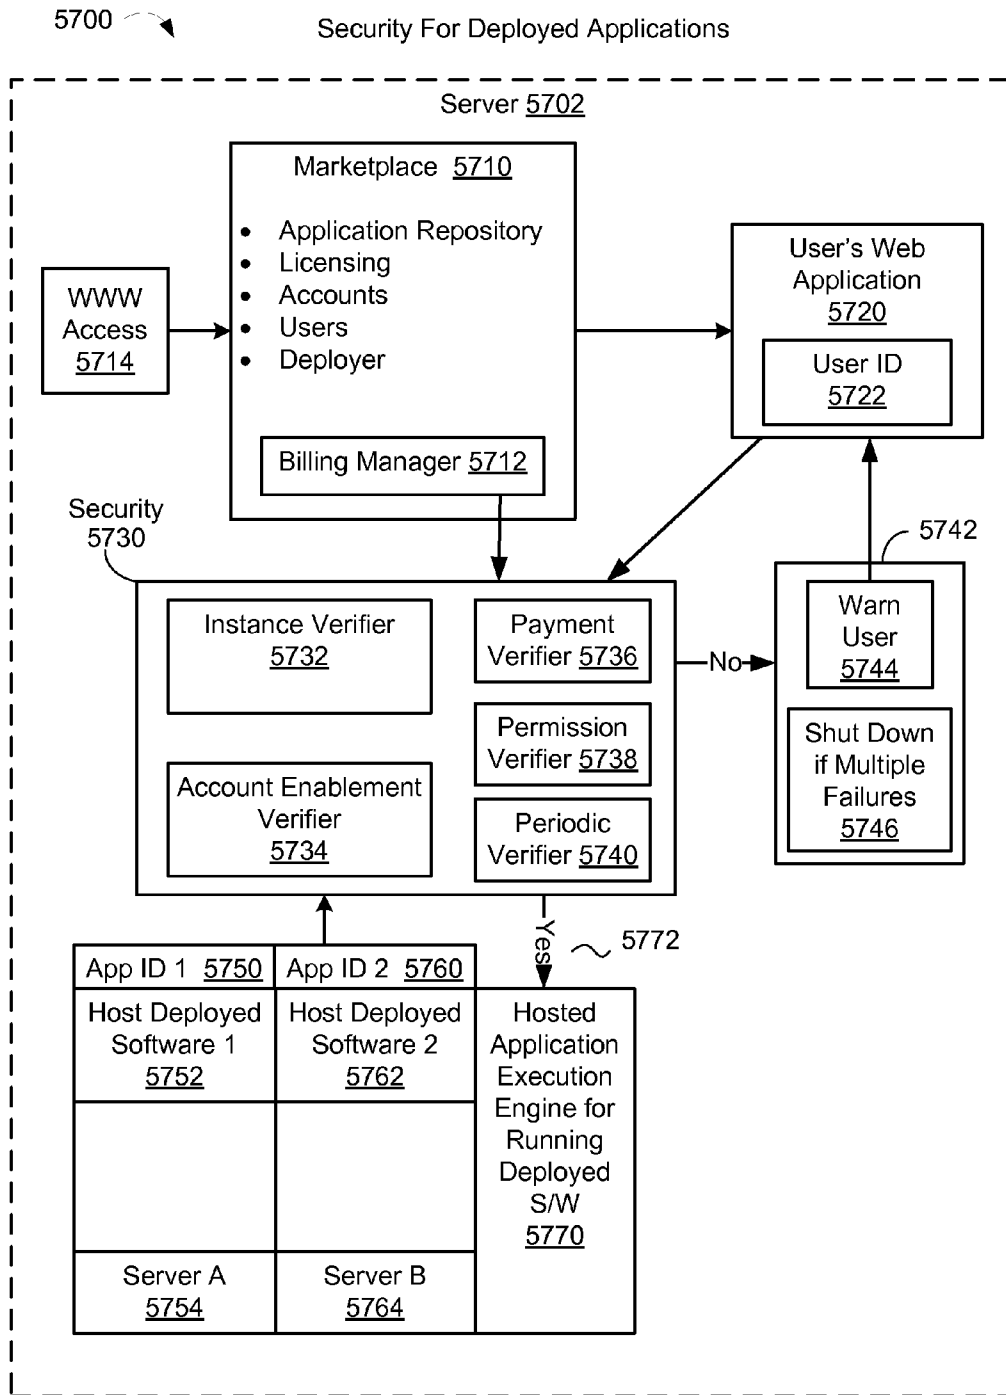 5700
Security For Deployed Applications
Server 5702
Marketplace 5710
• Application Repository
• Licensing
• Accounts
• Users
• Deployer
Billing Manager 5712
WWW
Access
5714
User's Web
Application
5720
User ID
5722
Security
5730
Instance Verifier
5732
Payment
Verifier 5736
Permission
Verifier 5738
Account Enablement
Verifier
5734
Periodic
Verifier 5740
No
5742
Warn
User
5744
Shut Down
if Multiple
Failures
5746
Yes
5772
App ID 1 5750
App ID 2 5760
Host Deployed
Software 1
5752
Host Deployed
Software 2
5762
Hosted
Application
Execution
Engine for
Running
Deployed
S/W
5770
Server A
5754
Server B
5764